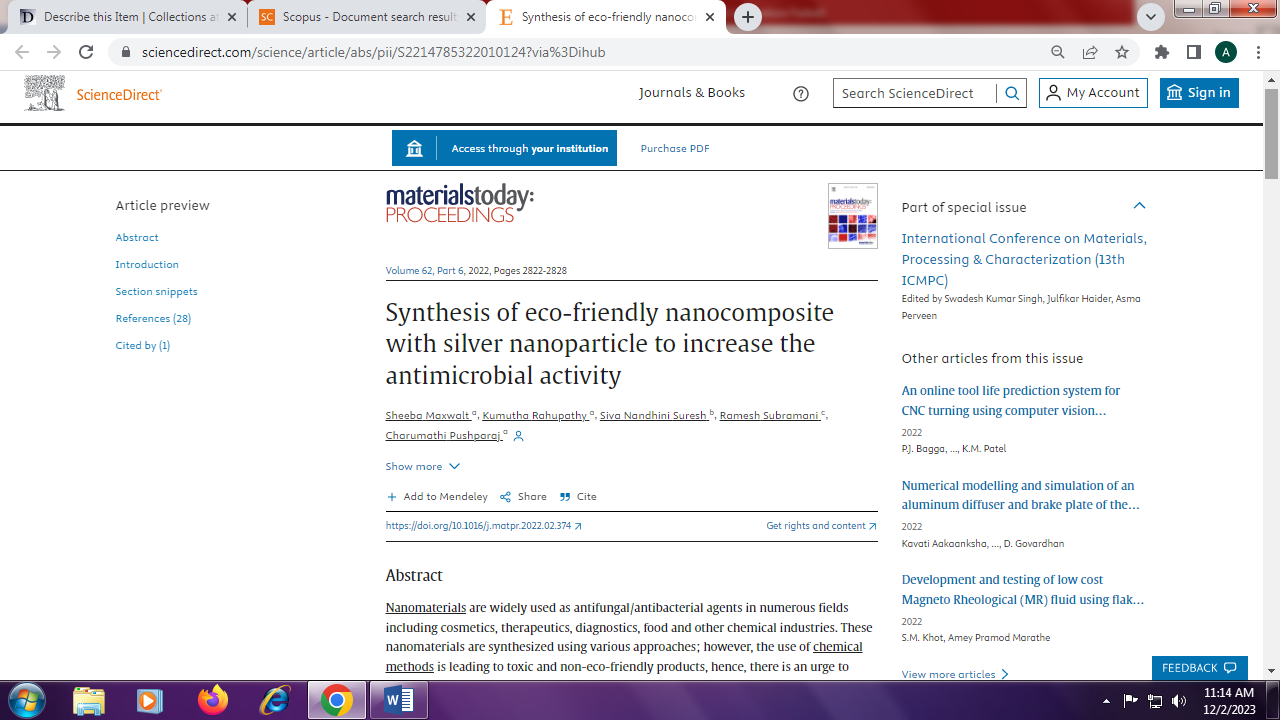 Describe this Item | Collections at
Scopus - Document search result
Synthesis of eco-friendly nanocom
sciencedirect.com/science/article/abs/pii/S2214785322010124?via%3Dihub
A
ScienceDirect
Journals & Books
?
Search ScienceDirect
My Account
Sign in
Access through your institution
Purchase PDF
Article preview
Abstract
Introduction
Section snippets
References (28)
Cited by (1)
materialstoday:
PROCEEDINGS
Volume 62, Part 6, 2022, Pages 2822-2828
Synthesis of eco-friendly nanocomposite
with silver nanoparticle to increase the
antimicrobial activity
Sheeba Maxwalt a, Kumutha Rahupathy a, Siva Nandhini Suresh b, Ramesh Subramani c,
Charumathi Pushparaj a
Show more
Add to Mendeley Share Cite
https://doi.org/10.1016/j.matpr.2022.02.374
Get rights and content
Abstract
Nanomaterials are widely used as antifungal/antibacterial agents in numerous fields
including cosmetics, therapeutics, diagnostics, food and other chemical industries. These
nanomaterials are synthesized using various approaches; however, the use of chemical
methods is leading to toxic and non-eco-friendly products, hence, there is an urge to
Part of special issue
International Conference on Materials,
Processing & Characterization (13th
ICMPC)
Edited by Swadesh Kumar Singh, Julfikar Haider, Asma
Perveen
Other articles from this issue
An online tool life prediction system for
CNC turning using computer vision…
2022
P.J. Bagga, …, K.M. Patel
Numerical modelling and simulation of an
aluminum diffuser and brake plate of the…
2022
Kavati Aakaanksha, …, D. Govardhan
Development and testing of low cost
Magneto Rheological (MR) fluid using flak…
2022
S.M. Khot, Amey Pramod Marathe
View more articles
FEEDBACK
11:14 AM
12/2/2023